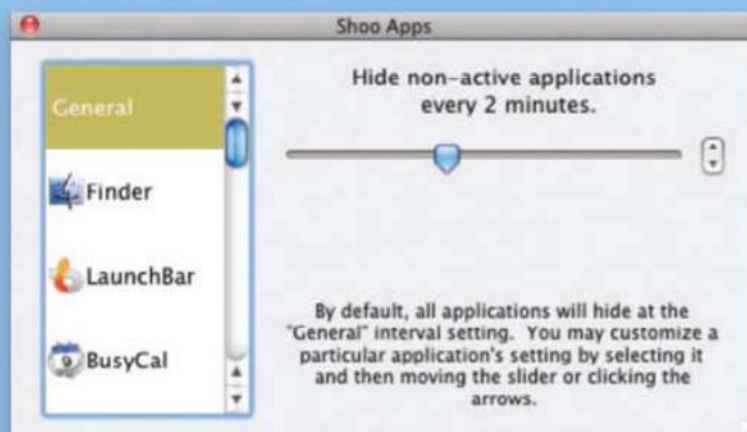 Shoo Apps
General
Finder
LaunchBar
BusyCal
Hide non-active applications
every 2 minutes.
By default, all applications will hide at the
"General" interval setting. You may customize a
particular application's setting by selecting it
and then moving the slider or clicking the
arrows.